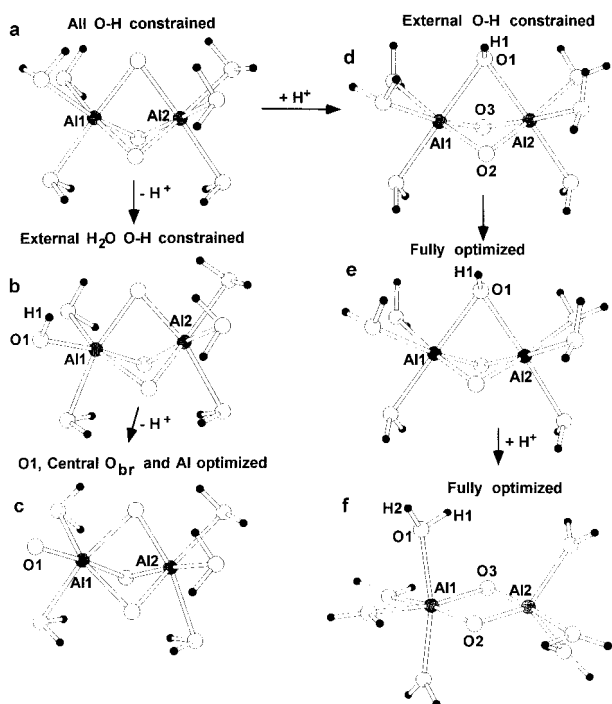 All O-H constrained
a
Al1
Al2
+ H⁺
- H⁺
External H₂O O-H constrained
b
H1
O1
Al1
Al2
- H⁺
O1, Central O_br and Al optimized
c
O1
Al1
Al2
External O-H constrained
d
H1
O1
O3
Al1
Al2
O2
Fully optimized
e
H1
O1
Al1
Al2
+ H⁺
Fully optimized
f
H2
H1
O1
Al1
O3
Al2
O2